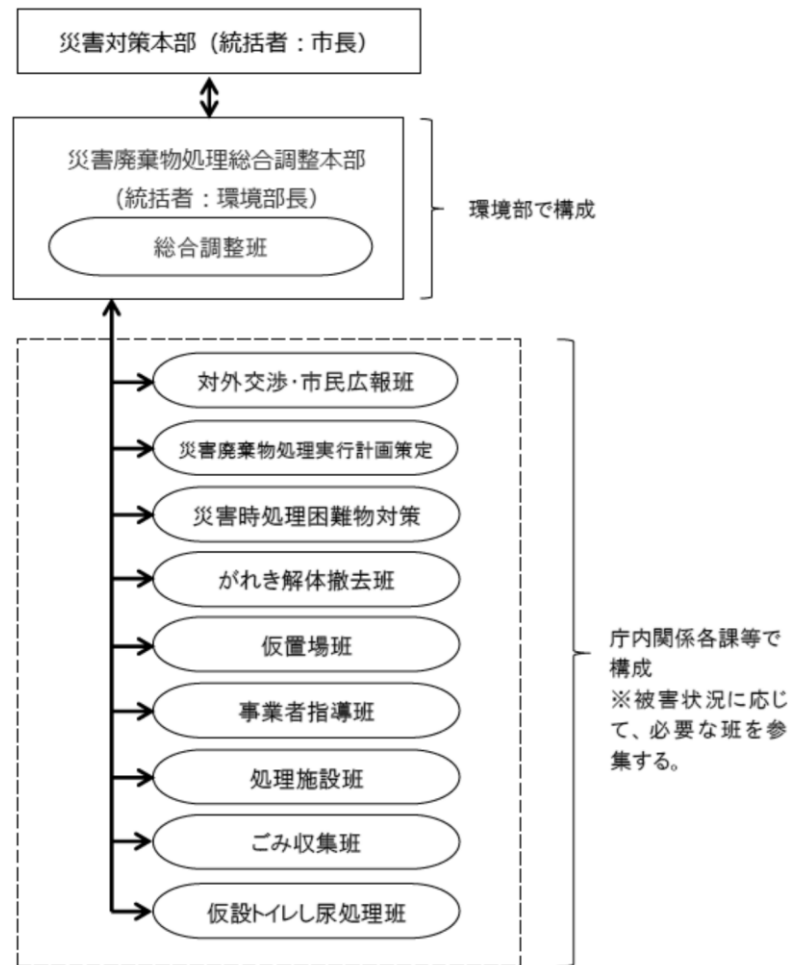 災害対策本部（統括者：市長）
災害廃棄物処理総合調整本部
（統括者：環境部長）
総合調整班
環境部で構成
対外交渉・市民広報班
災害廃棄物処理実行計画策定
災害時処理困難物対策
がれき解体撤去班
仮置場班
事業者指導班
処理施設班
ごみ収集班
仮設トイレし尿処理班
庁内関係各課等で
構成
※被害状況に応じ
て、必要な班を参
集する。